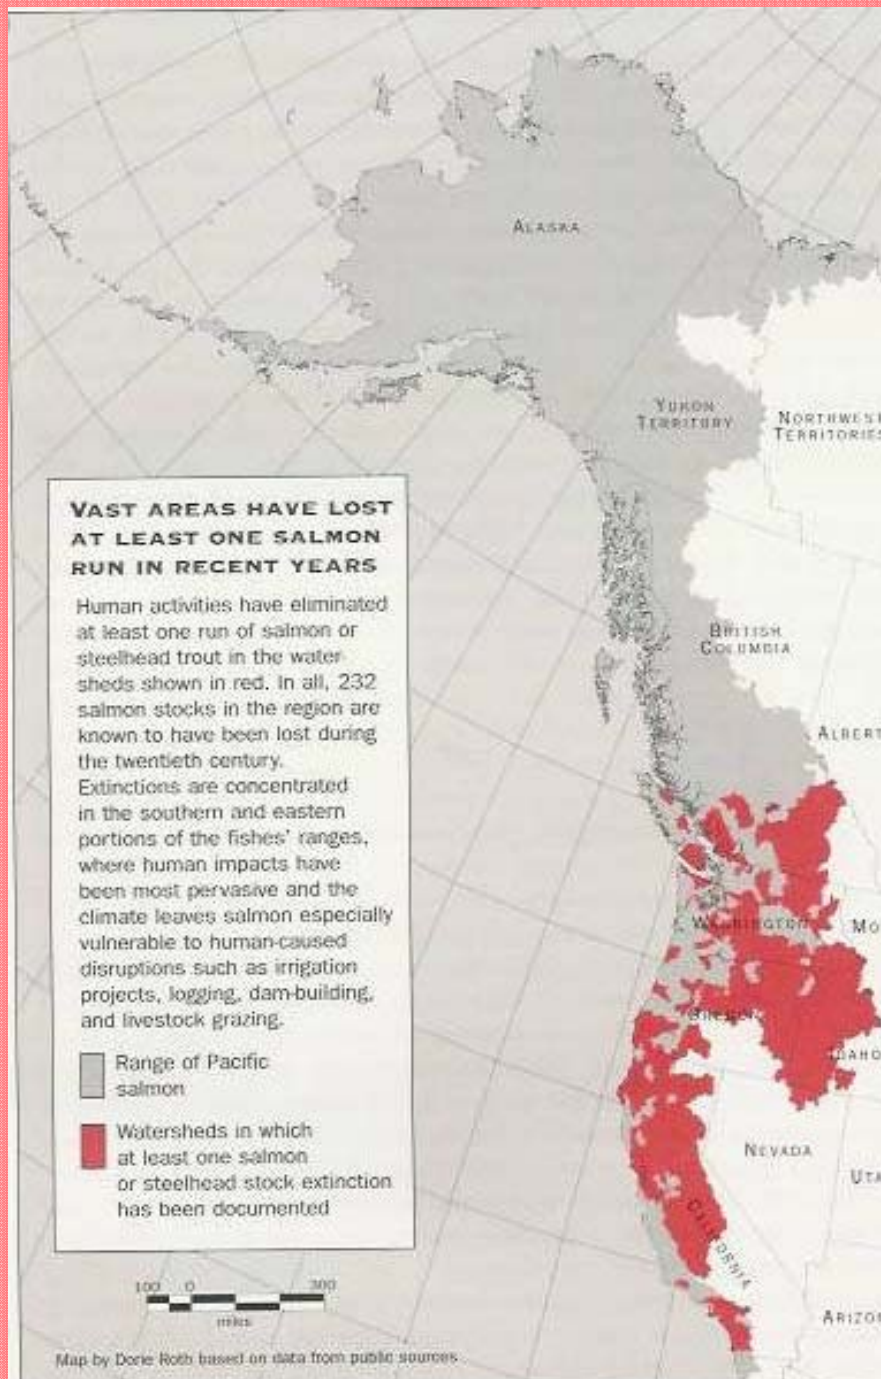 ALASKA
YUKON
TERRITORY
NORTHWEST
TERRITORIES
VAST AREAS HAVE LOST
AT LEAST ONE SALMON
RUN IN RECENT YEARS
Human activities have eliminated
at least one run of salmon or
steelhead trout in the water-
sheds shown in red. In all, 232
salmon stocks in the region are
known to have been lost during
the twentieth century.
Extinctions are concentrated
in the southern and eastern
portions of the fishes' ranges,
where human impacts have
been most pervasive and the
climate leaves salmon especially
vulnerable to human-caused
disruptions such as irrigation
projects, logging, dam-building,
and livestock grazing.
Range of Pacific
salmon
Watersheds in which
at least one salmon
or steelhead stock extinction
has been documented
BRITISH
COLUMBIA
ALBERT
WASHINGTON
MO
OREGON
IDAHO
NEVADA
UTA
CALIFORNIA
ARIZO
100 0 300
miles
Map by Dorie Roth based on data from public sources